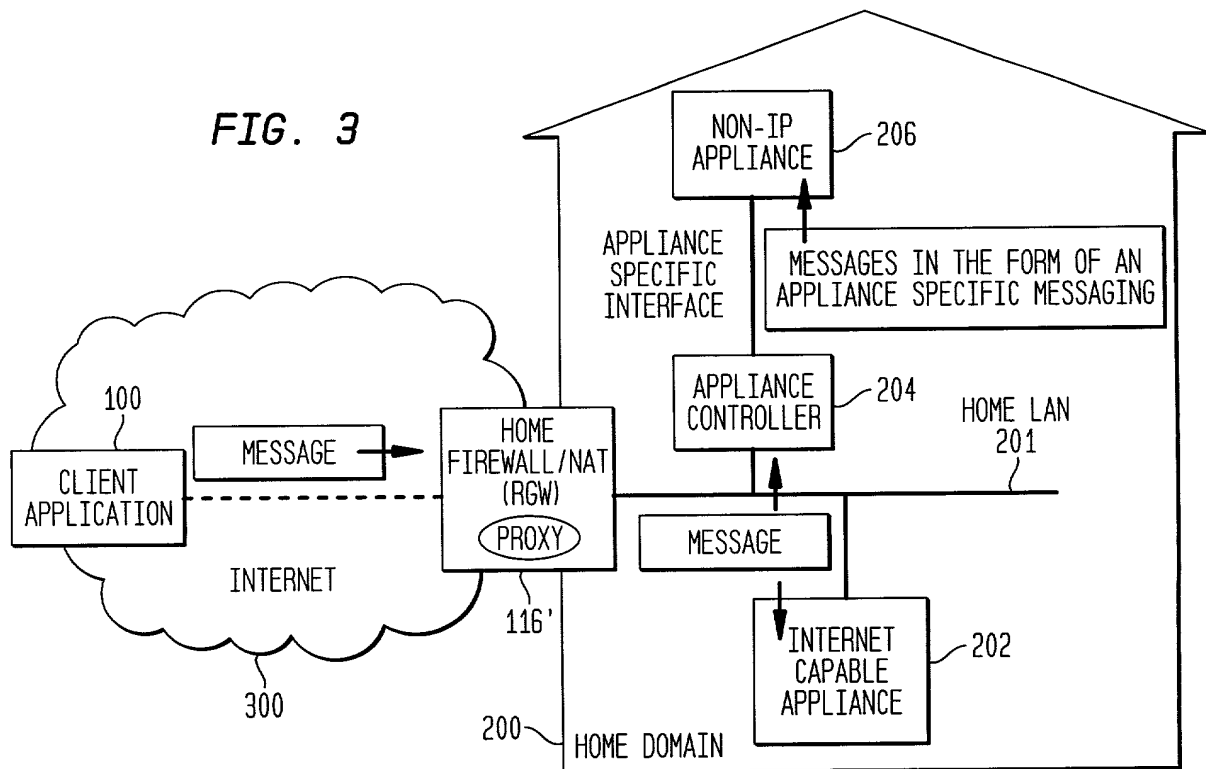 FIG. 3
NON-IP
APPLIANCE
206
APPLIANCE
SPECIFIC
INTERFACE
MESSAGES IN THE FORM OF AN
APPLIANCE SPECIFIC MESSAGING
100
CLIENT
APPLICATION
MESSAGE
HOME
FIREWALL/NAT
(RGW)
PROXY
116'
INTERNET
300
APPLIANCE
CONTROLLER
204
HOME LAN
201
MESSAGE
INTERNET
CAPABLE
APPLIANCE
202
200
HOME DOMAIN